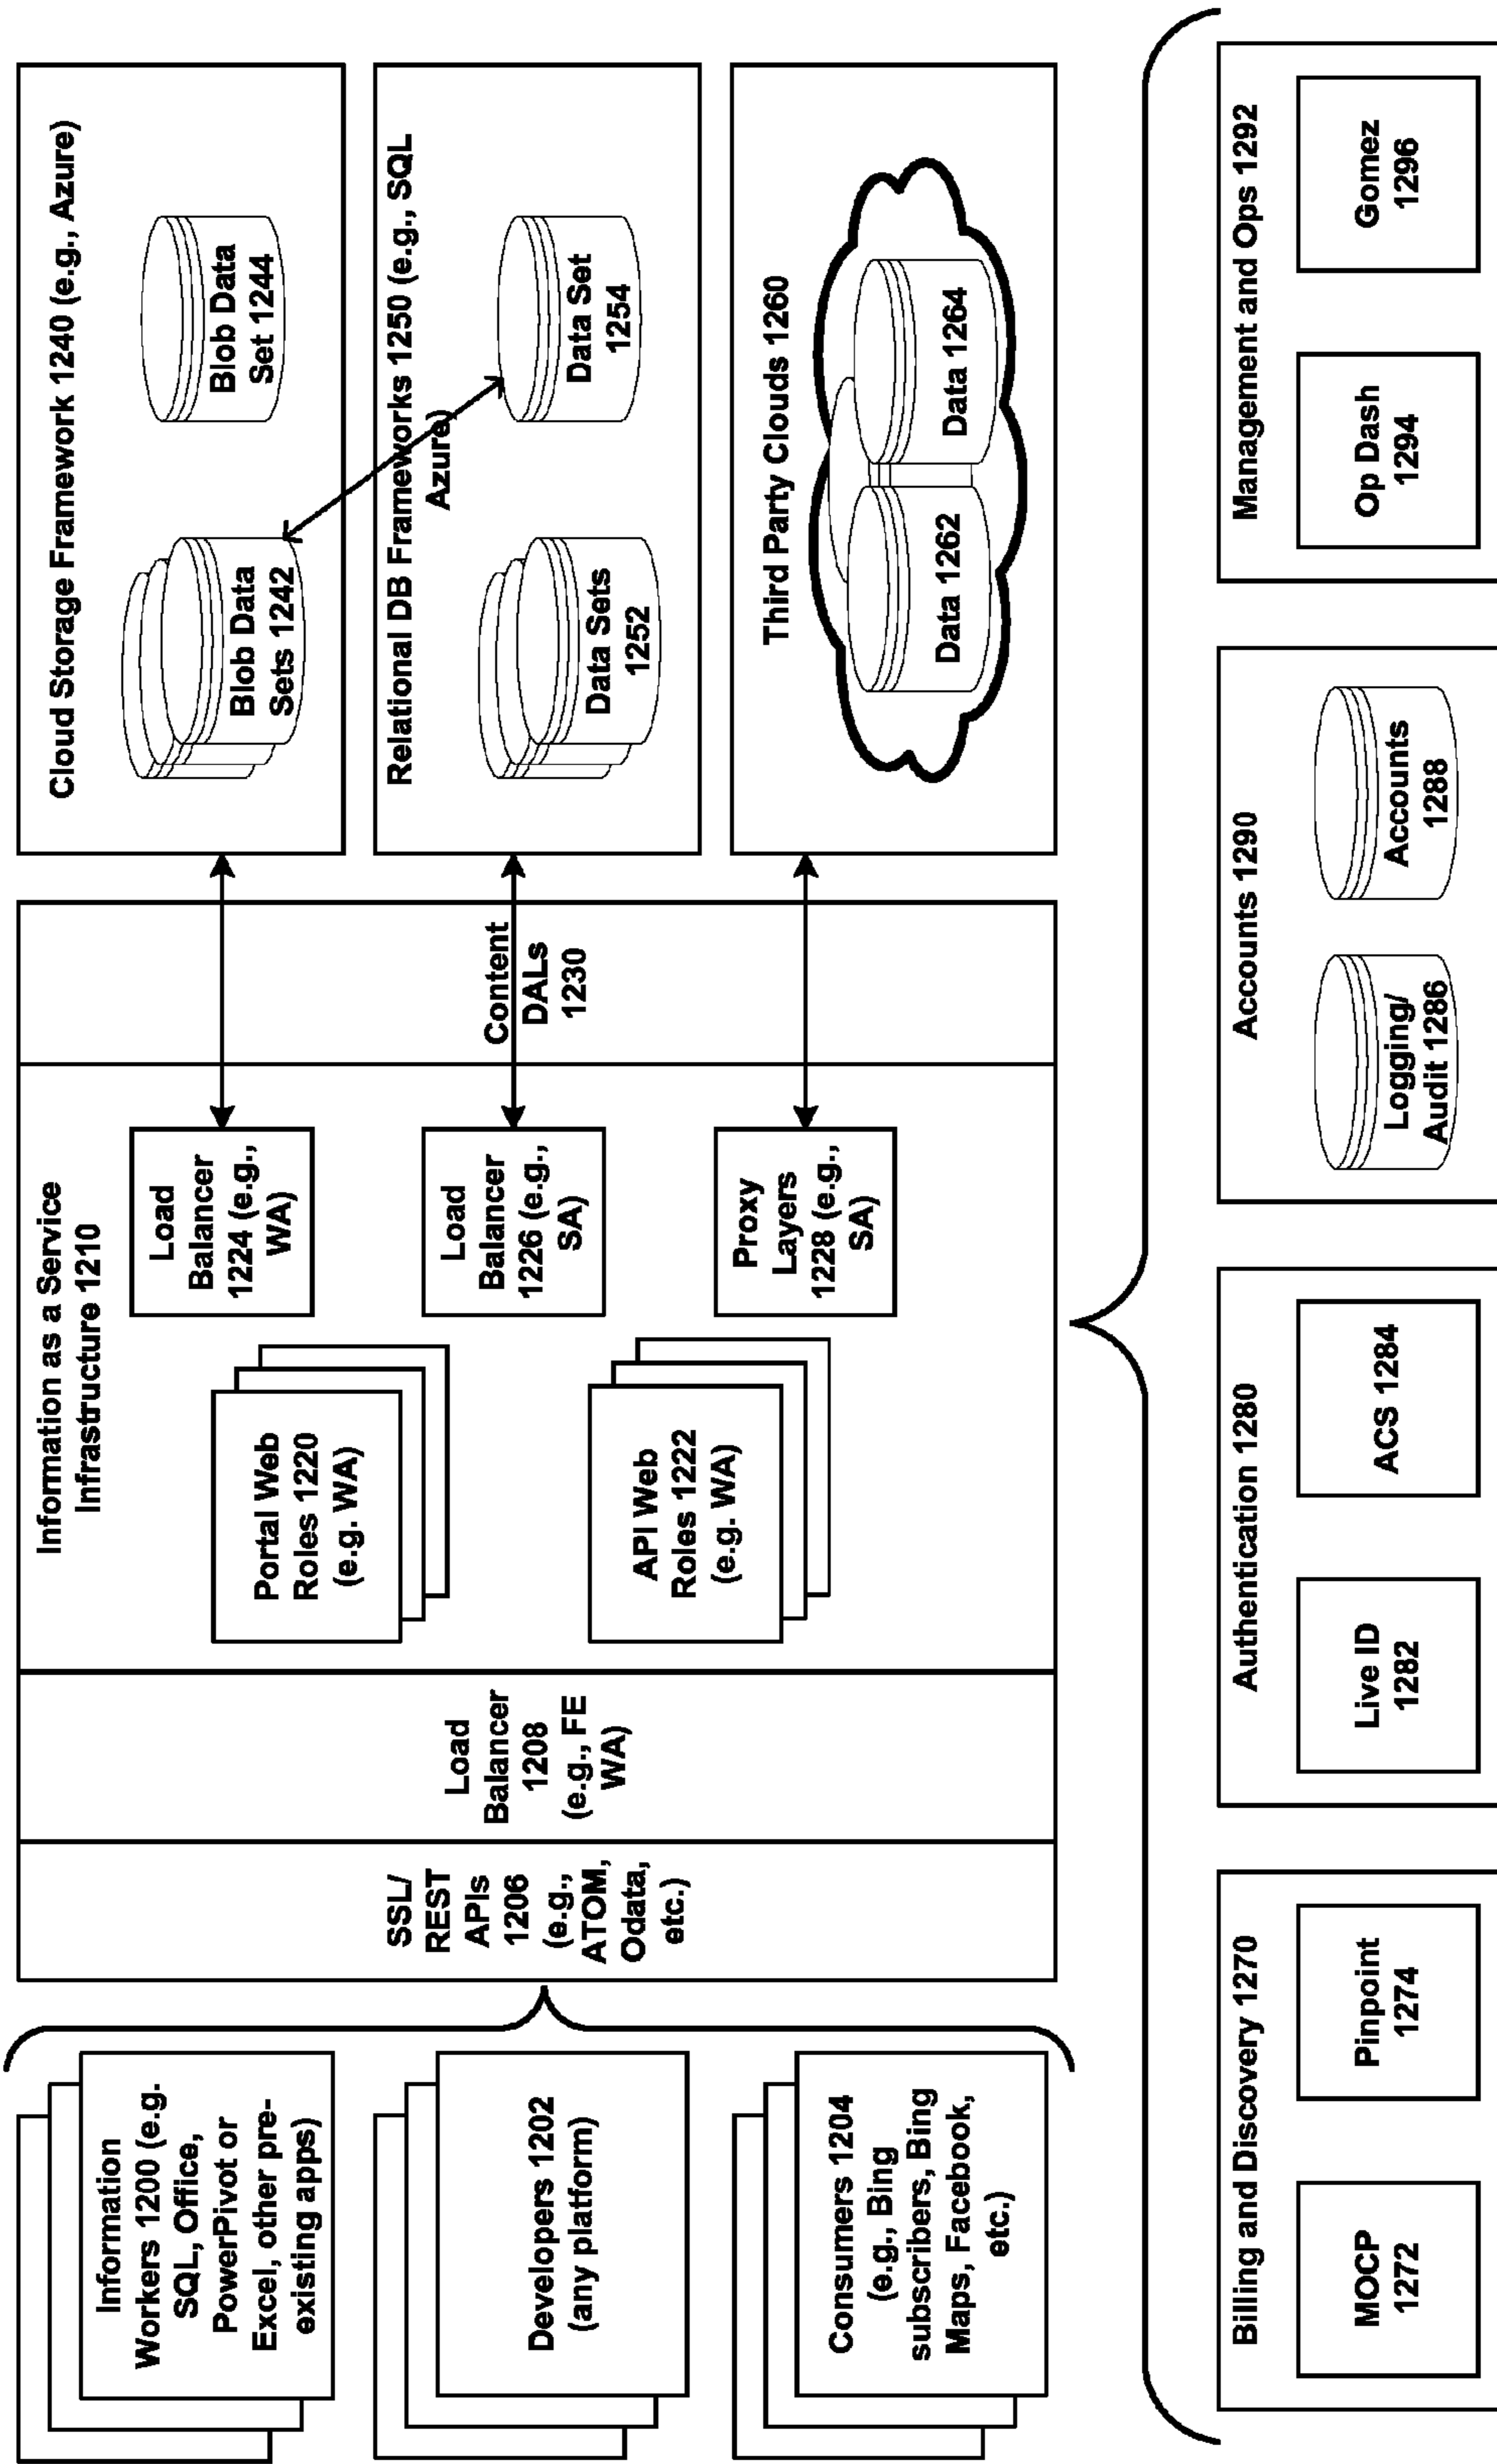 Information
Workers 1200 (e.g.
SQL, Office,
PowerPivot or
Excel, other pre-
existing apps)
Developers 1202
(any platform)
Consumers 1204
(e.g., Bing
subscribers, Bing
Maps, Facebook,
etc.)
SSL/
REST
APIs
1206
(e.g.,
ATOM,
Odata,
etc.)
Load
Balancer
1208
(e.g., FE
WA)
Information as a Service
Infrastructure 1210
Portal Web
Roles 1220
(e.g. WA)
API Web
Roles 1222
(e.g. WA)
Load
Balancer
1224 (e.g.,
WA)
Load
Balancer
1226 (e.g.,
SA)
Proxy
Layers
1228 (e.g.,
SA)
Content
DALs
1230
Cloud Storage Framework 1240 (e.g., Azure)
Blob Data
Sets 1242
Blob Data
Set 1244
Relational DB Frameworks 1250 (e.g., SQL
Azure)
Data Sets
1252
Data Set
1254
Third Party Clouds 1260
Data 1262
Data 1264
Billing and Discovery 1270
MOCP
1272
Pinpoint
1274
Authentication 1280
Live ID
1282
ACS 1284
Accounts 1290
Logging/
Audit 1286
Accounts
1288
Management and Ops 1292
Op Dash
1294
Gomez
1296